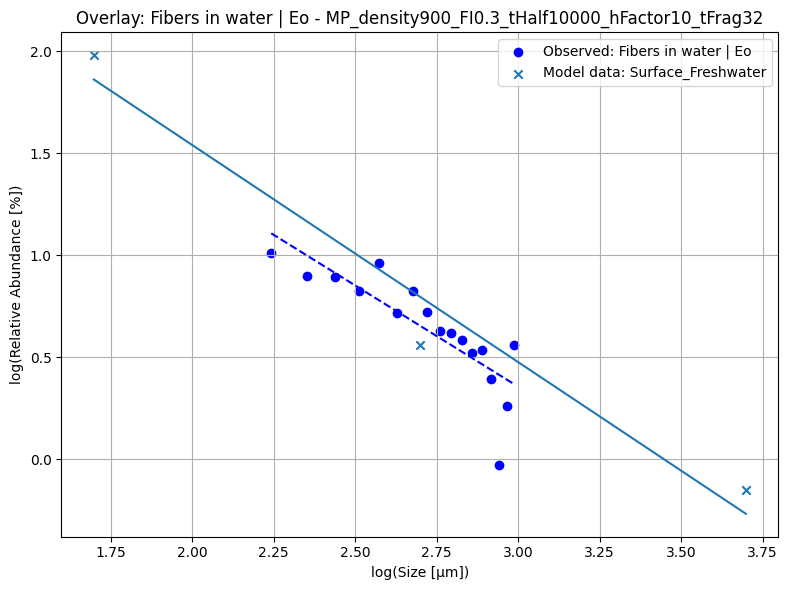 Overlay: Fibers in water | Eo - MP_density900_FI0.3_tHalf10000_hFactor10_tFrag32
Observed: Fibers in water | Eo
Model data: Surface_Freshwater
log(Relative Abundance [%])
2.0
1.5
1.0
0.5
0.0
1.75 2.00 2.25 2.50 2.75 3.00 3.25 3.50 3.75
log(Size [µm])